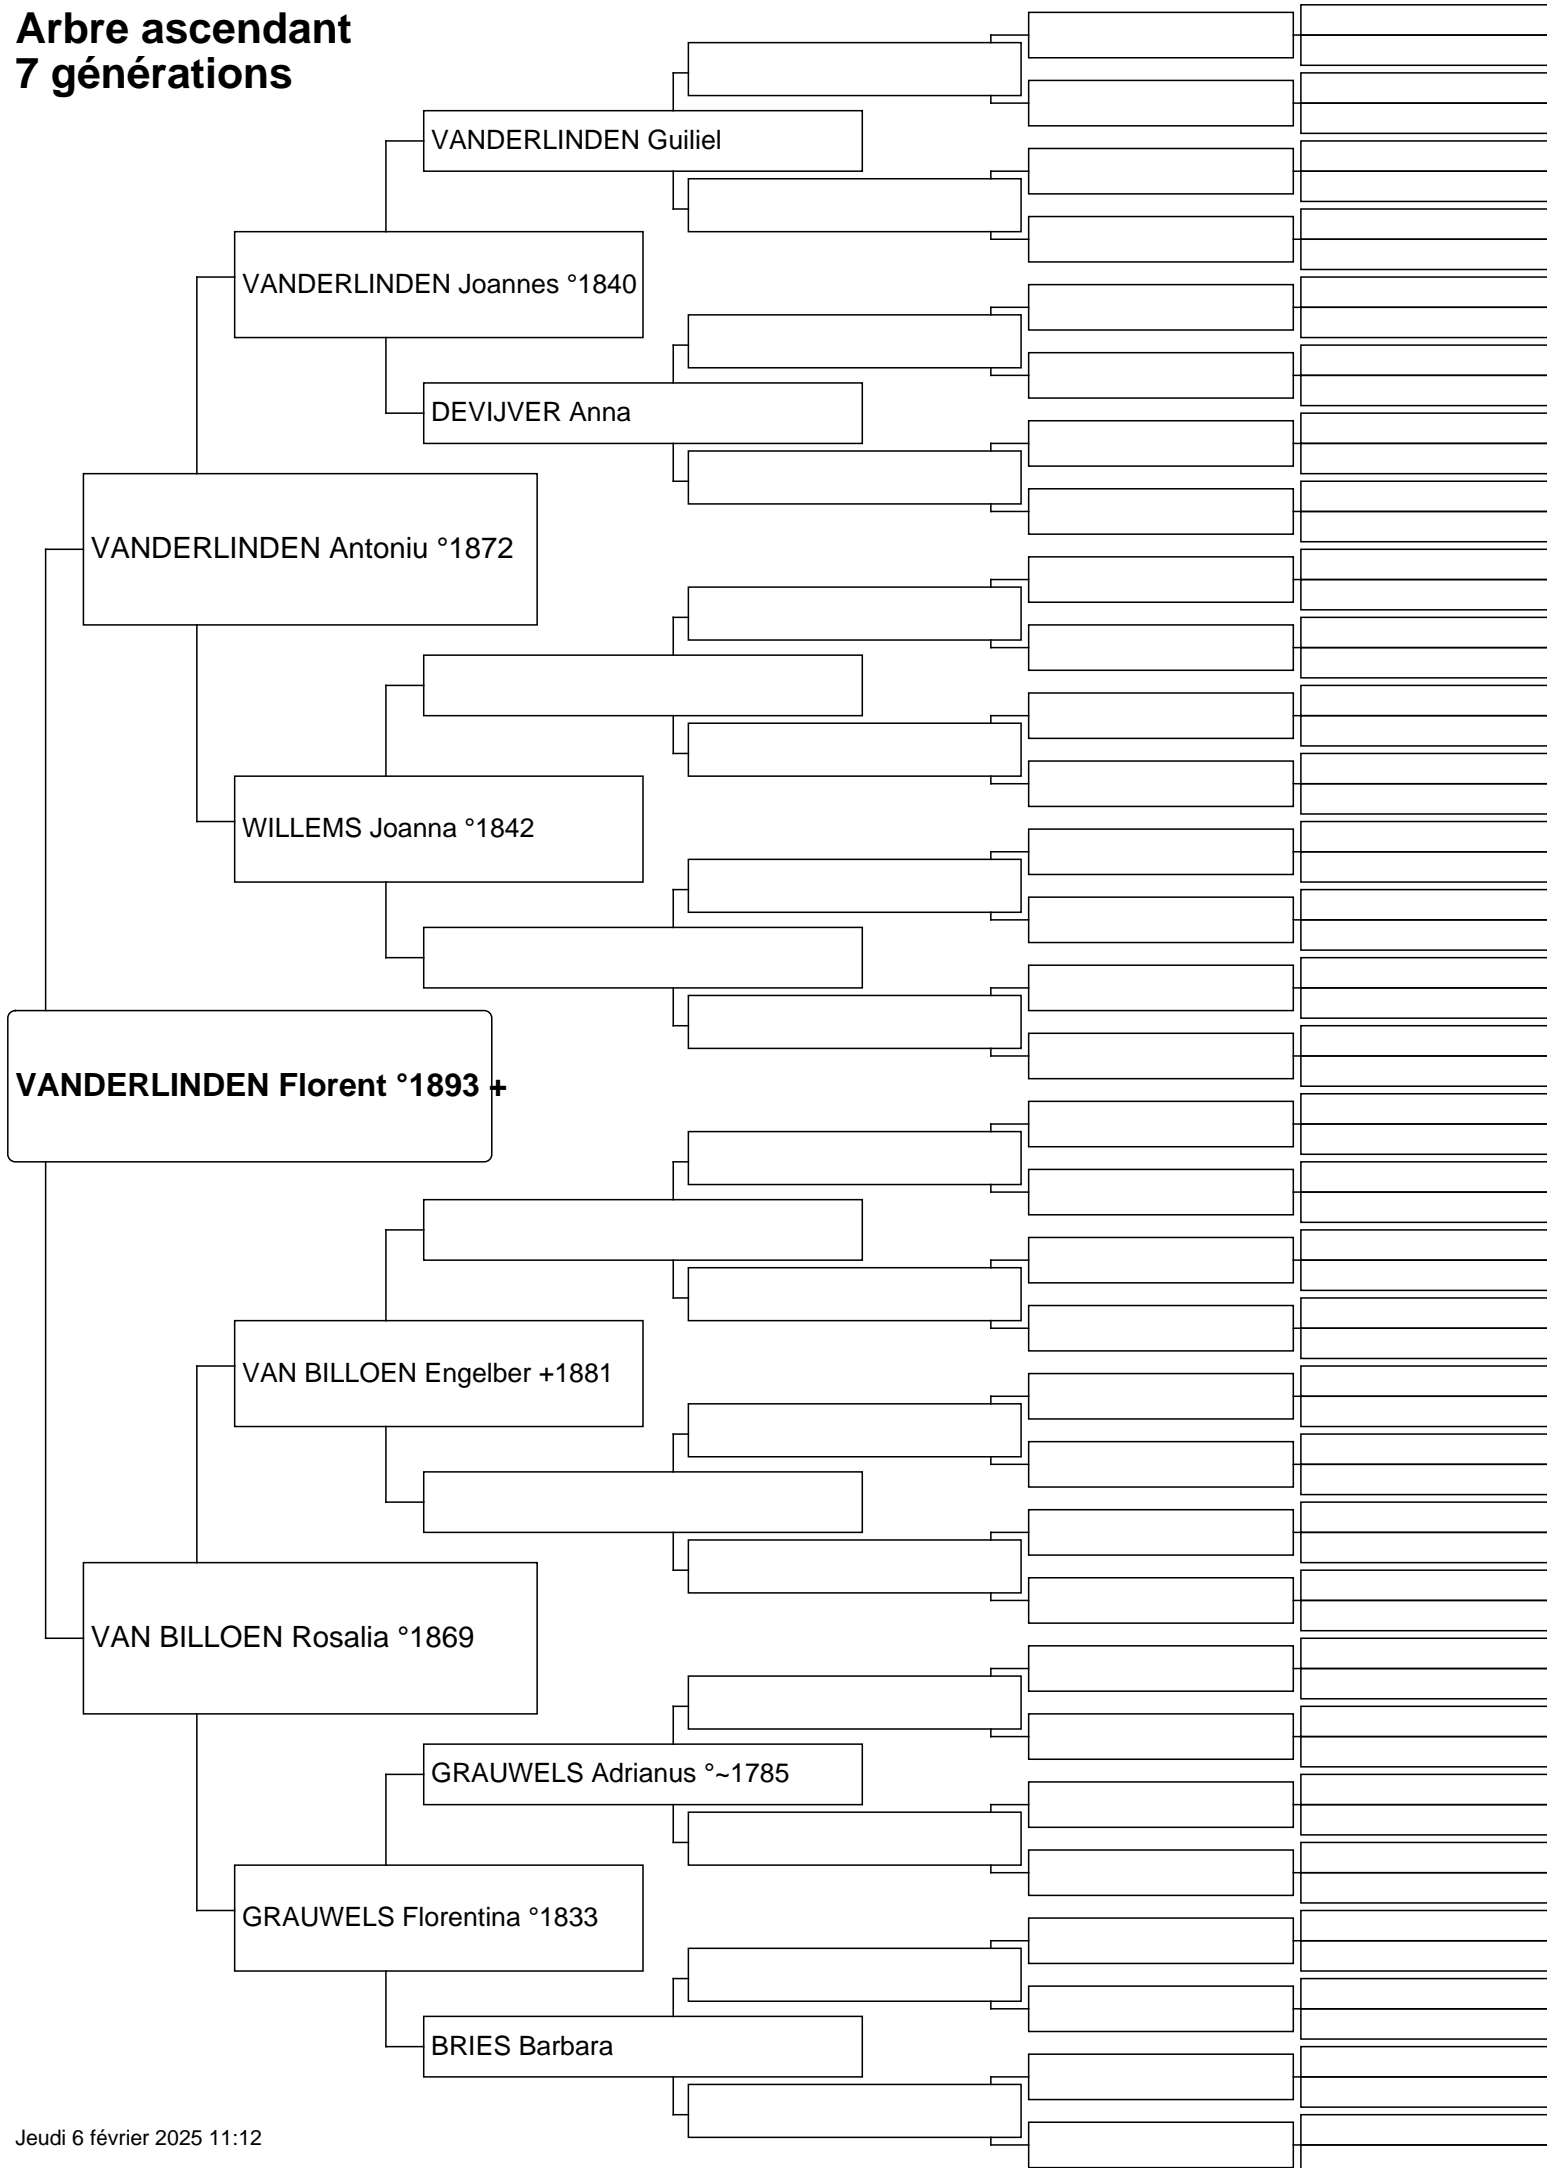 Arbre ascendant
7 générations
VANDERLINDEN Guiliel
VANDERLINDEN Joannes °1840
DEVIJVER Anna
VANDERLINDEN Antoniu °1872
WILLEMS Joanna °1842
VANDERLINDEN Florent °1893 +
VAN BILLOEN Engelber +1881
VAN BILLOEN Rosalia °1869
GRAUWELS Adrianus °~1785
GRAUWELS Florentina °1833
BRIES Barbara
Jeudi 6 février 2025 11:12